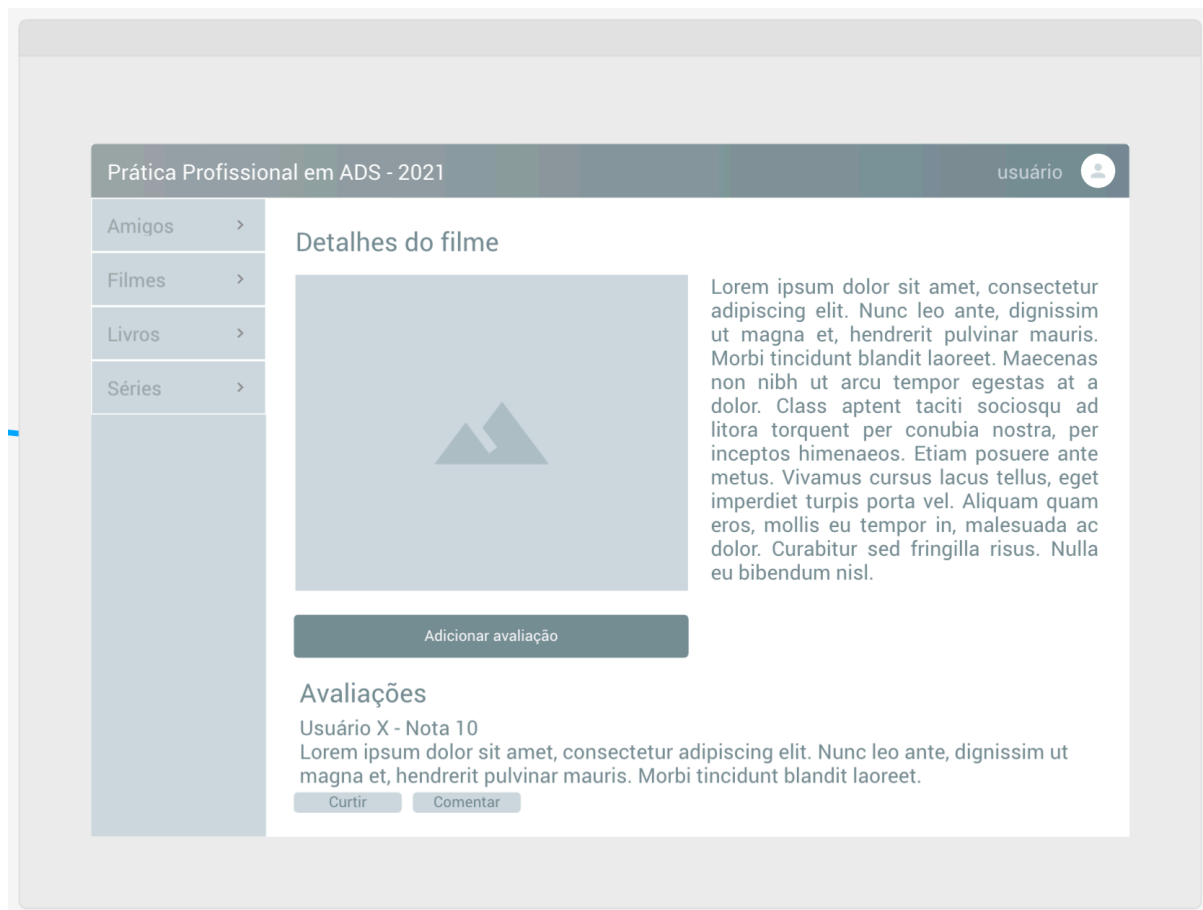 Prática Profissional em ADS - 2021
usuário
Amigos
Filmes
Livros
Séries
Detalhes do filme
Lorem ipsum dolor sit amet, consectetur
adipiscing elit. Nunc leo ante, dignissim
ut magna et, hendrerit pulvinar mauris.
Morbi tincidunt blandit laoreet. Maecenas
non nibh ut arcu tempor egestas at a
dolor. Class aptent taciti sociosqu ad
litora torquent per conubia nostra, per
inceptos himenaeos. Etiam posuere ante
metus. Vivamus cursus lacus tellus, eget
imperdiet turpis porta vel. Aliquam quam
eros, mollis eu tempor in, malesuada ac
dolor. Curabitur sed fringilla risus. Nulla
eu bibendum nisl.
Adicionar avaliação
Avaliações
Usuário X - Nota 10
Lorem ipsum dolor sit amet, consectetur adipiscing elit. Nunc leo ante, dignissim ut
magna et, hendrerit pulvinar mauris. Morbi tincidunt blandit laoreet.
Curtir
Comentar